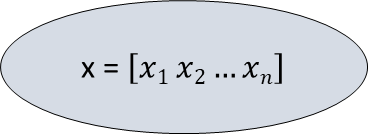 x = [𝑥₁ 𝑥₂ … 𝑥ₙ]